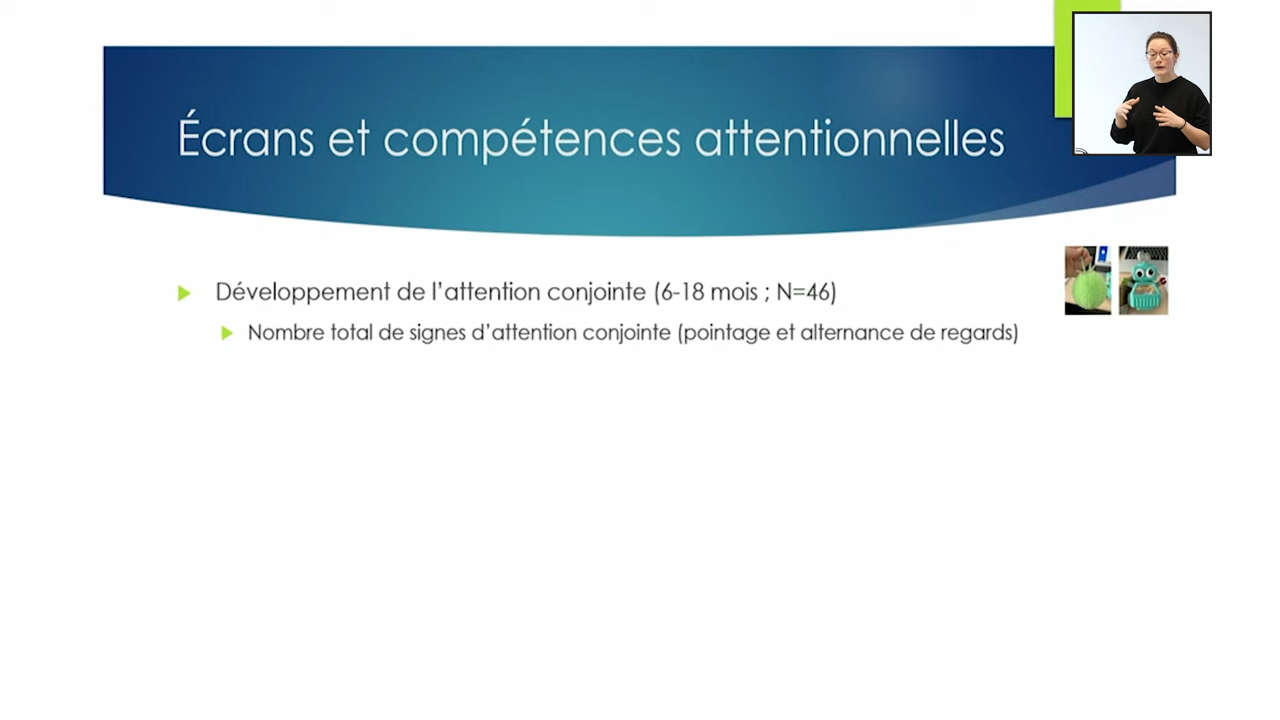 Écrans et compétences attentionnelles
Développement de l'attention conjointe (6-18 mois ; N=46)
Nombre total de signes d'attention conjointe (pointage et alternance de regards)